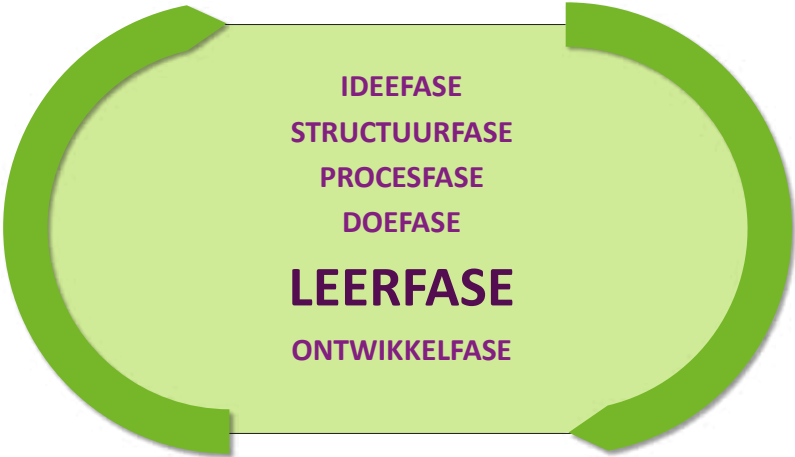 IDEEFASE
STRUCTUURFASE
PROCESFASE
DOEFASE
LEERFASE
ONTWIKKELFASE